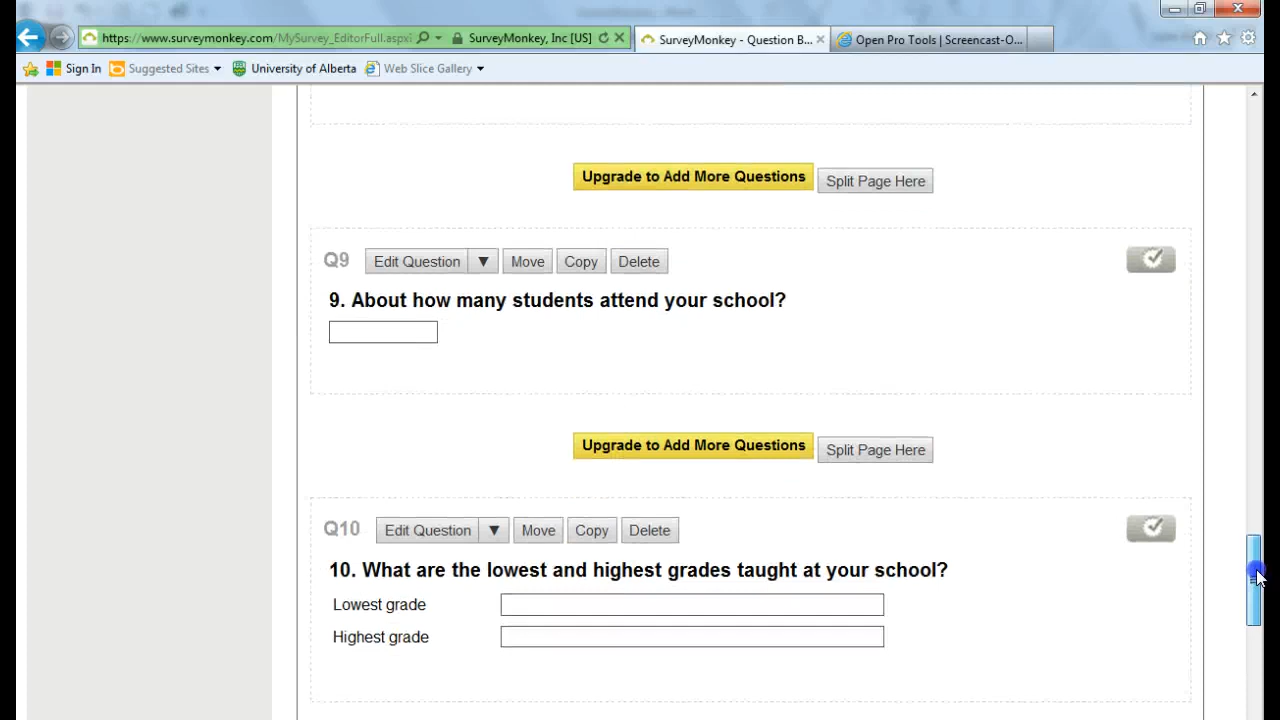 https://www.surveymonkey.com/MySurvey_EditorFull.aspx
SurveyMonkey, Inc [US]
SurveyMonkey - Question B...
Open Pro Tools | Screencast-O...
Sign In
Suggested Sites
University of Alberta
Web Slice Gallery
Upgrade to Add More Questions
Split Page Here
Q9
Edit Question
Move
Copy
Delete
9. About how many students attend your school?
Upgrade to Add More Questions
Split Page Here
Q10
Edit Question
Move
Copy
Delete
10. What are the lowest and highest grades taught at your school?
Lowest grade
Highest grade